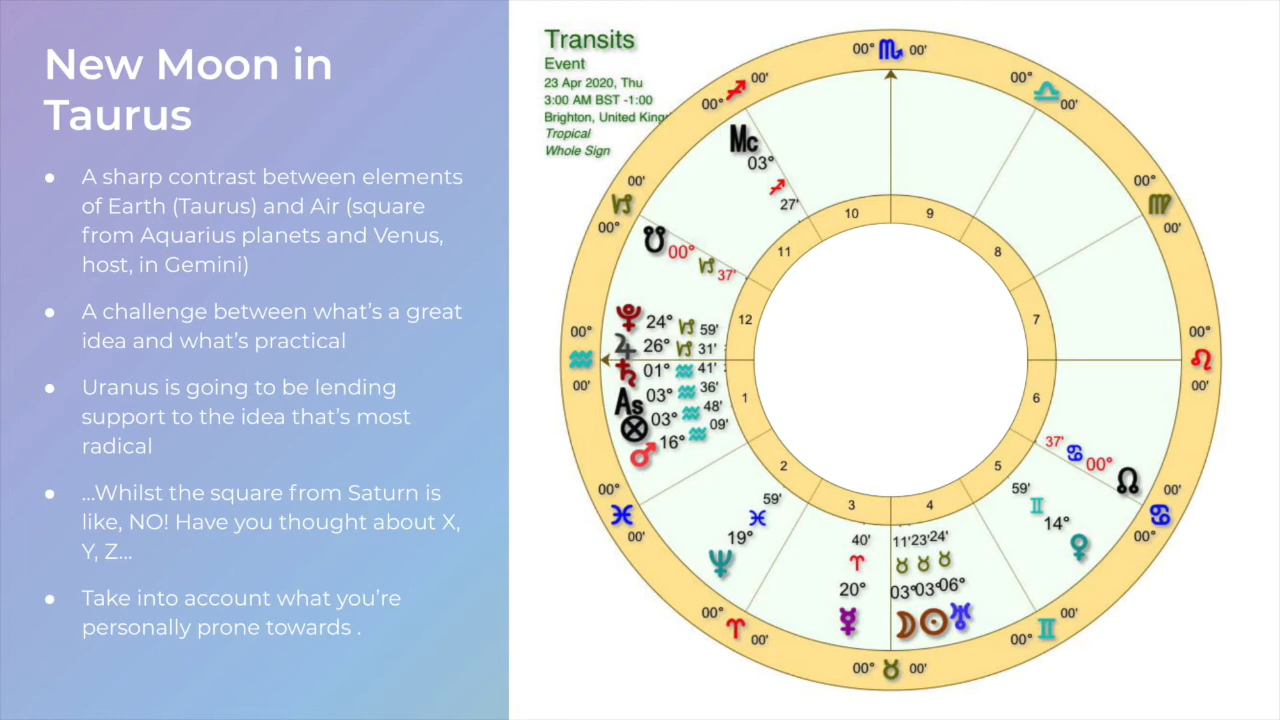 New Moon in
Taurus
● A sharp contrast between elements
of Earth (Taurus) and Air (square
from Aquarius planets and Venus,
host, in Gemini)
● A challenge between what's a great
idea and what's practical
● Uranus is going to be lending
support to the idea that's most
radical
● ...Whilst the square from Saturn is
like, NO! Have you thought about X,
Y, Z...
● Take into account what you're
personally prone towards .
Transits
Event
23 Apr 2020, Thu
3:00 AM BST -1:00
Brighton, United King
Tropical
Whole Sign
00° ♏ 00'
00° ♎ 00'
00° ♍ 00'
00° ♌ 00'
00° ♋ 00'
00° ♊ 00'
00° ♉ 00'
00° ♈ 00'
00° ♓ 00'
00° ♒ 00'
00° ♑ 00'
00° ♐ 00'
Mc 03° ♐ 27'
☋ 00° ♑ 37'
♇ 24° ♑ 59'
♃ 26° ♑ 31'
♄ 01° ♒ 41'
As 03° ♒ 36'
⊗ 03° ♒ 48'
♂ 16° ♒ 09'
♆ 19° ♓ 59'
☿ 20° ♈ 40'
☽ 03° ♉ 11'
☉ 03° ♉ 23'
♅ 06° ♉ 24'
♀ 14° ♊ 59'
☊ 00° ♋ 37'
1
2
3
4
5
6
7
8
9
10
11
12